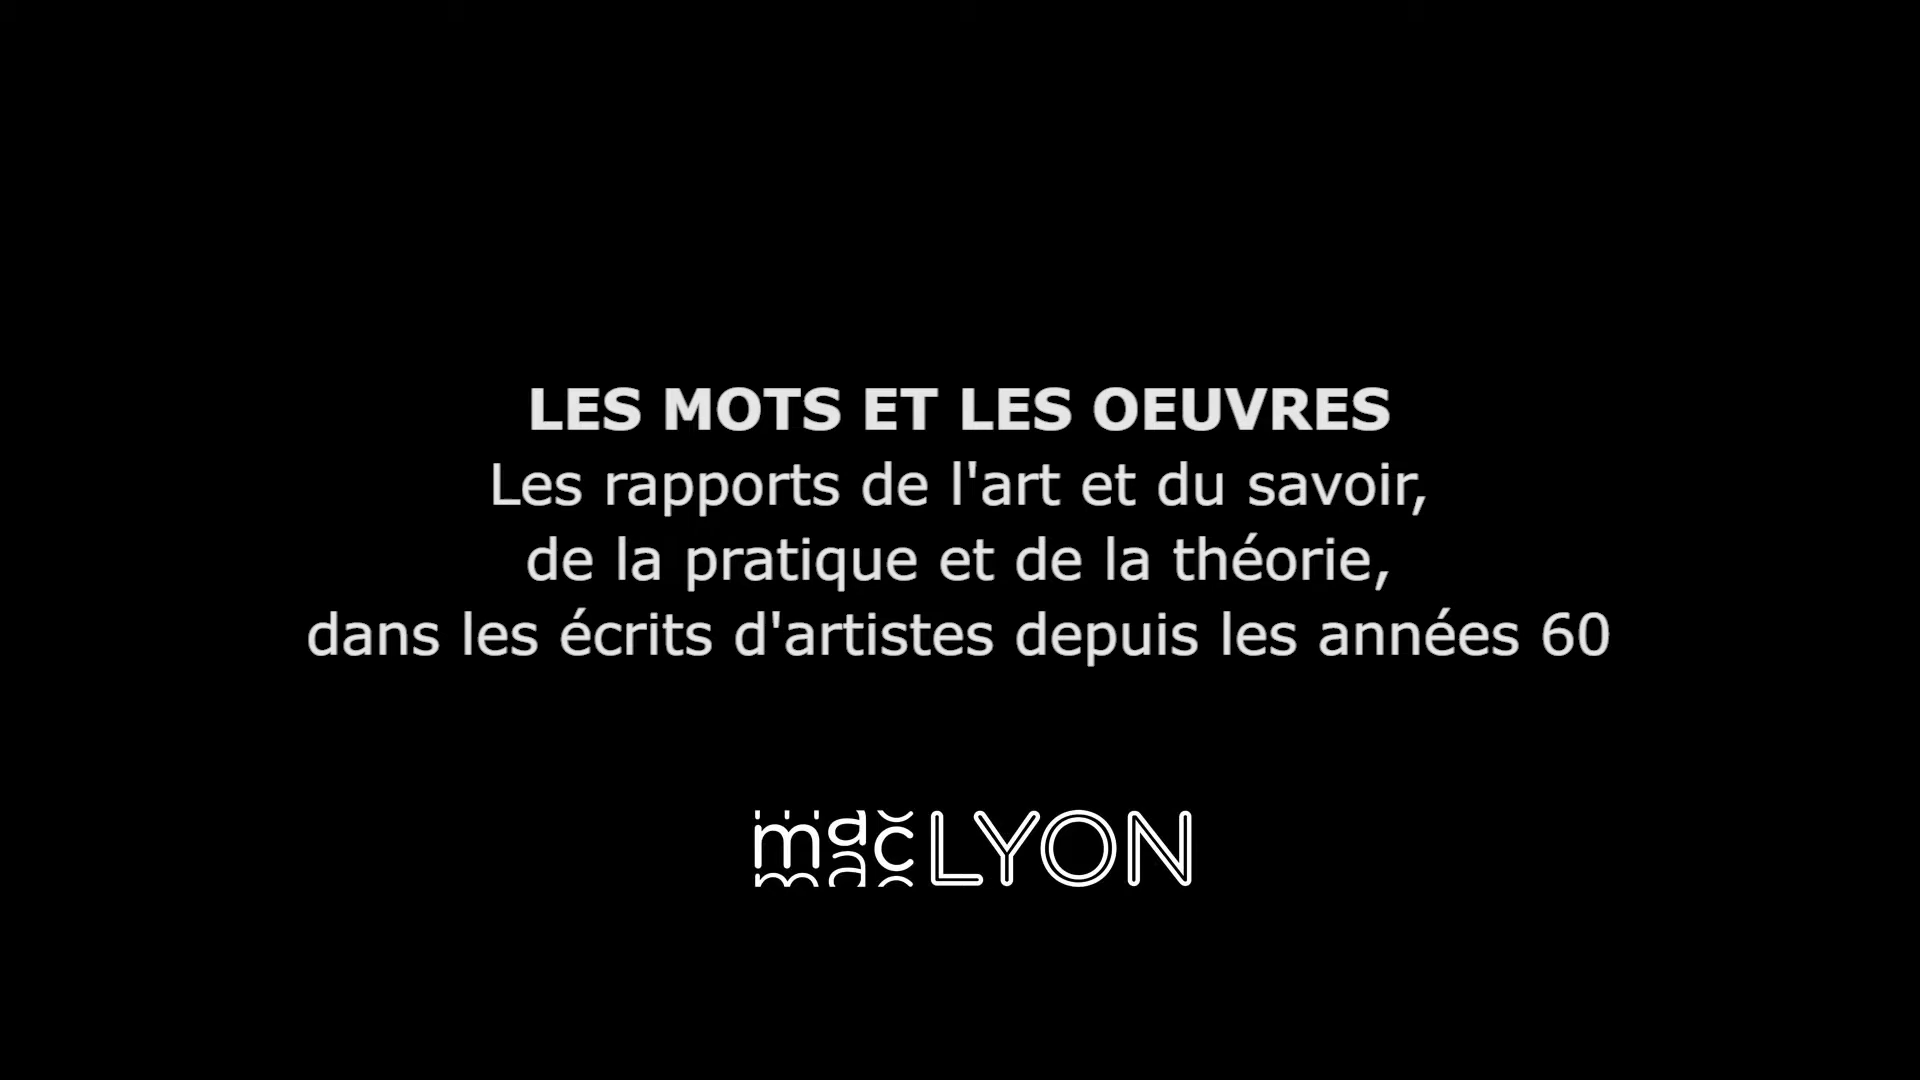 LES MOTS ET LES OEUVRES
Les rapports de l'art et du savoir,
de la pratique et de la théorie,
dans les écrits d'artistes depuis les années 60
mac LYON